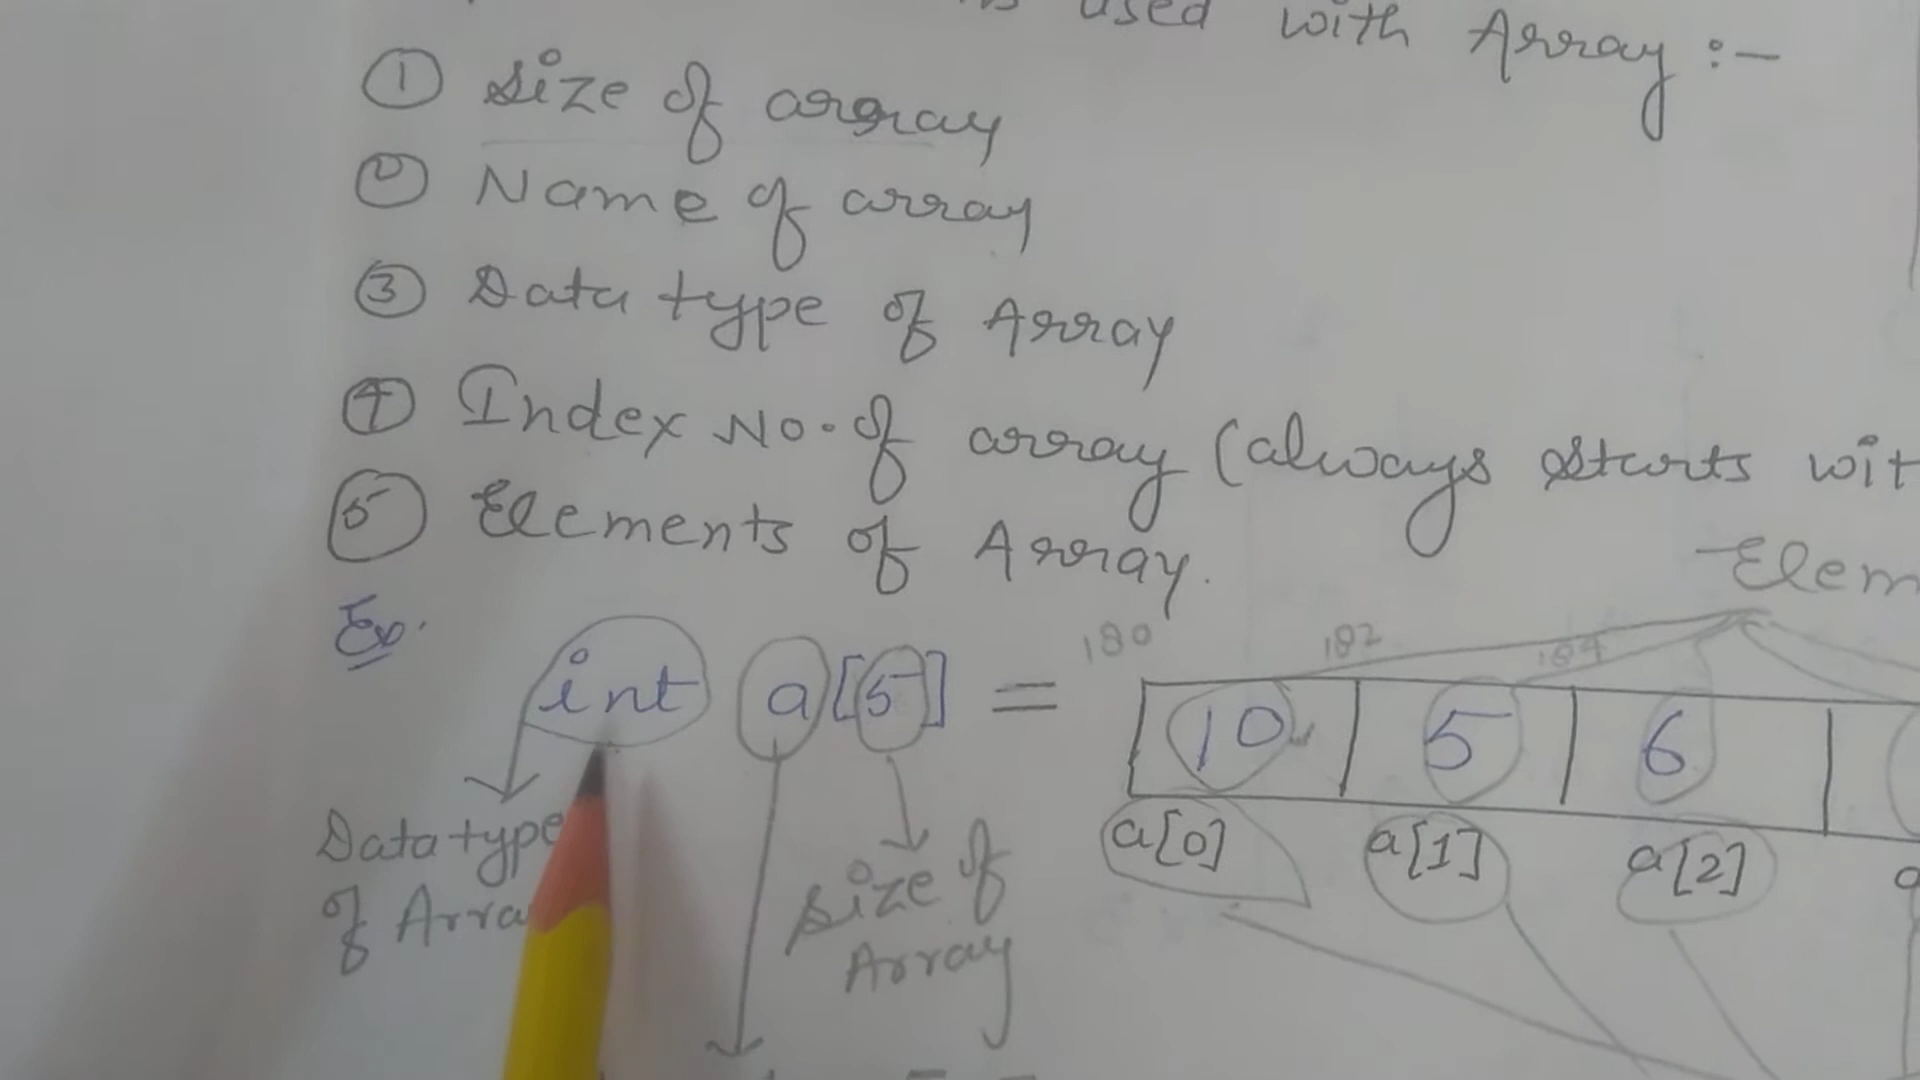 used with Array :-
① Size of array
② Name of array
③ Data type of Array
④ Index No. of array (always starts wit
⑤ Elements of Array.
Elem
Ex.
180 182 184
int a[5] = 10 5 6
a[0] a[1] a[2]
Data type
of Arra
Size of
Array